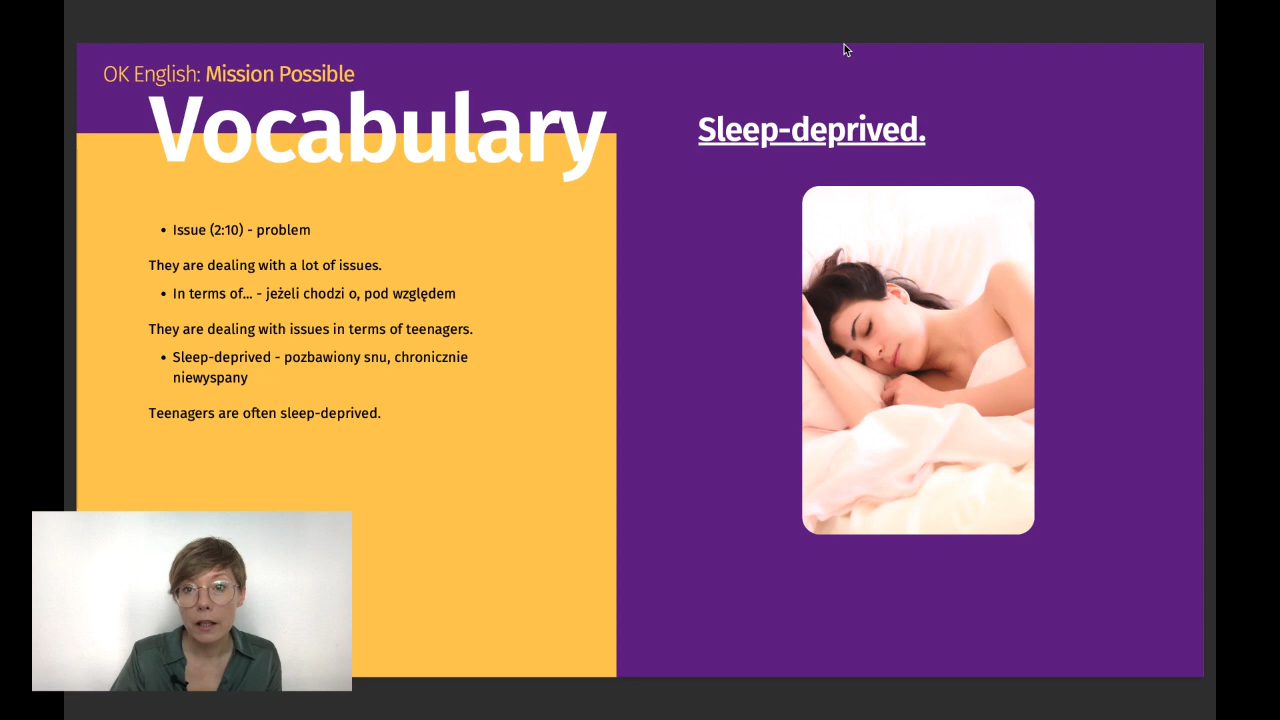 OK English: Mission Possible
Vocabulary
• Issue (2:10) - problem
They are dealing with a lot of issues.
• In terms of... - jeżeli chodzi o, pod względem
They are dealing with issues in terms of teenagers.
• Sleep-deprived - pozbawiony snu, chronicznie
niewyspany
Teenagers are often sleep-deprived.
Sleep-deprived.